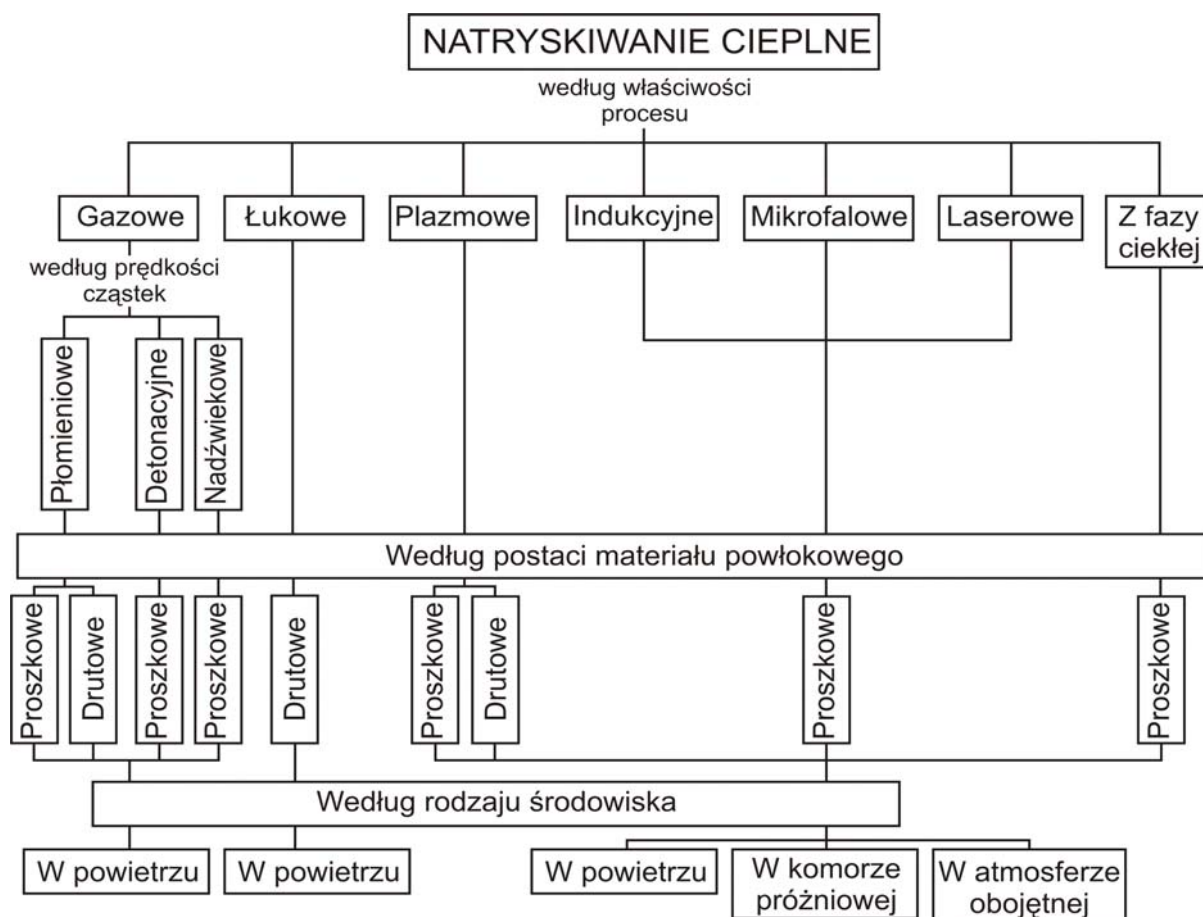 NATRYSKIWANIE CIEPLNE
według właściwości
procesu
Gazowe
Łukowe
Plazmowe
Indukcyjne
Mikrofalowe
Laserowe
Z fazy
ciekłej
według prędkości
cząstek
Płomieniowe
Detonacyjne
Nadźwiekowe
Według postaci materiału powłokowego
Proszkowe
Drutowe
Proszkowe
Proszkowe
Drutowe
Proszkowe
Drutowe
Proszkowe
Proszkowe
Według rodzaju środowiska
W powietrzu
W powietrzu
W powietrzu
W komorze
próżniowej
W atmosferze
obojętnej